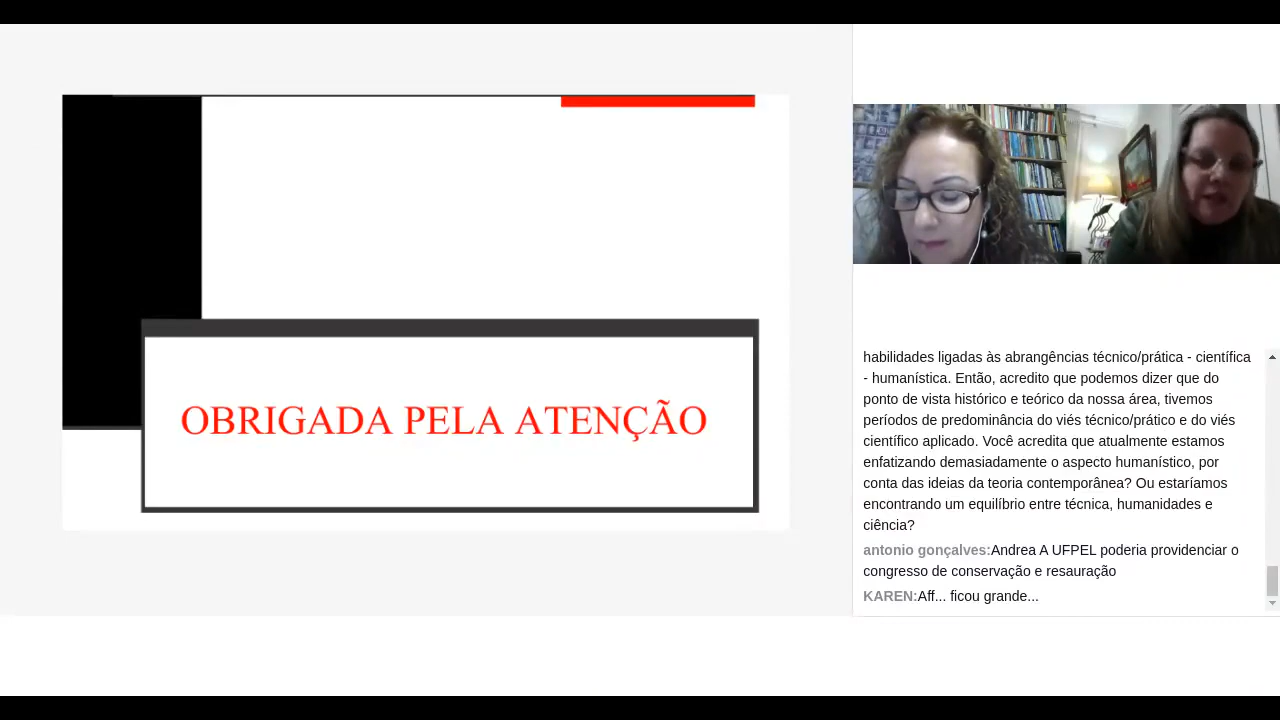 OBRIGADA PELA ATENÇÃO
habilidades ligadas às abrangências técnico/prática - científica
- humanística. Então, acredito que podemos dizer que do
ponto de vista histórico e teórico da nossa área, tivemos
períodos de predominância do viés técnico/prático e do viés
científico aplicado. Você acredita que atualmente estamos
enfatizando demasiadamente o aspecto humanístico, por
conta das ideias da teoria contemporânea? Ou estaríamos
encontrando um equilíbrio entre técnica, humanidades e
ciência?
antonio gonçalves:Andrea A UFPEL poderia providenciar o
congresso de conservação e resauração
KAREN:Aff... ficou grande...